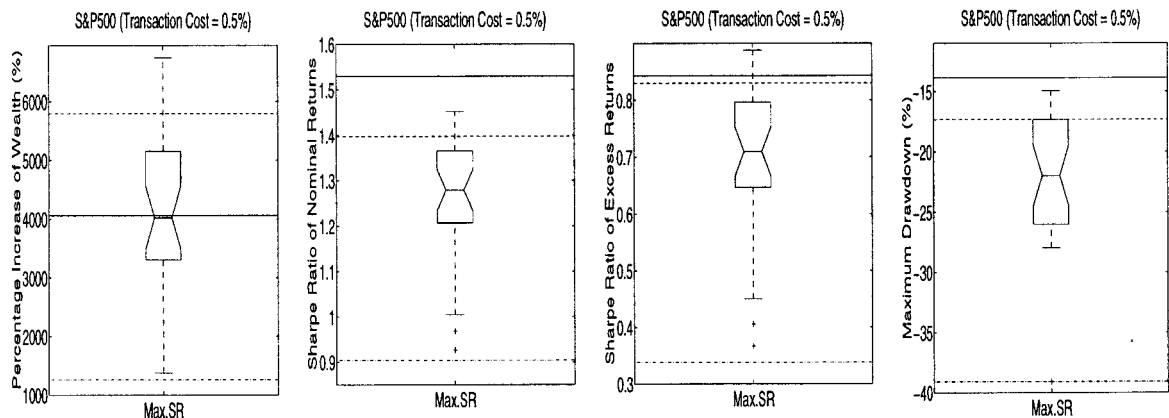 S&P500 (Transaction Cost = 0.5%)
Percentage Increase of Wealth (%)
6000
5000
4000
3000
2000
1000
Max.SR
S&P500 (Transaction Cost = 0.5%)
Sharpe Ratio of Nominal Returns
1.6
1.5
1.4
1.3
1.2
1.1
1
0.9
Max.SR
S&P500 (Transaction Cost = 0.5%)
Sharpe Ratio of Excess Returns
0.8
0.7
0.6
0.5
0.4
0.3
Max.SR
S&P500 (Transaction Cost = 0.5%)
Maximum Drawdown (%)
-15
-20
-25
-30
-35
-40
Max.SR